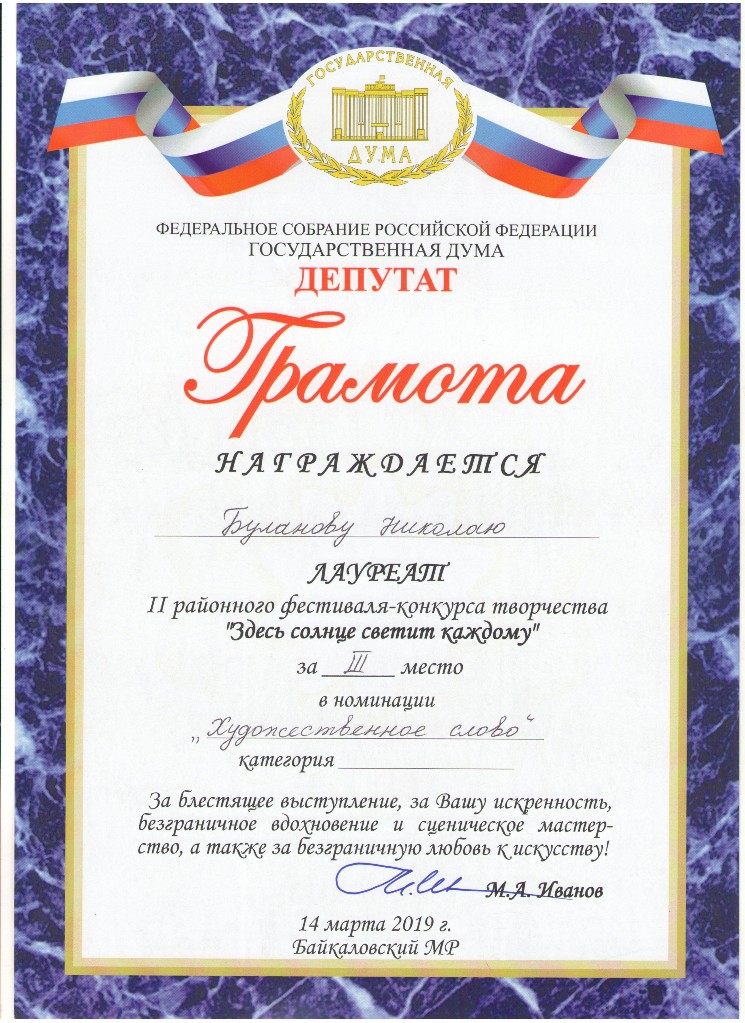 ГОСУДАРСТВЕННАЯ
ДУМА
ФЕДЕРАЛЬНОЕ СОБРАНИЕ РОССИЙСКОЙ ФЕДЕРАЦИИ
ГОСУДАРСТВЕННАЯ ДУМА
ДЕПУТАТ
Грамота
НАГРАЖДАЕТСЯ
Буланову Николаю
ЛАУРЕАТ
II районного фестиваля-конкурса творчества
"Здесь солнце светит каждому"
за III место
в номинации
„Художественное слово“
категория
За блестящее выступление, за Вашу искренность,
безграничное вдохновение и сценическое мастер-
ство, а также за безграничную любовь к искусству!
М.А. Иванов
14 марта 2019 г.
Байкаловский МР